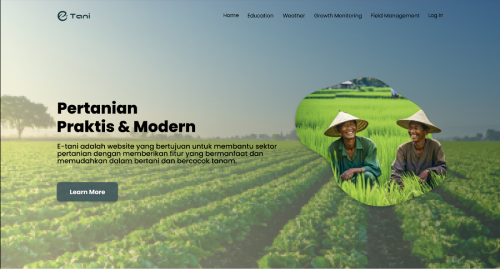 e Tani
Home Education Weather Growth Monitoring Field Management Log In
Pertanian
Praktis & Modern
E-tani adalah website yang bertujuan untuk membantu sektor
pertanian dengan memberikan fitur yang bermanfaat dan
memudahkan dalam bertani dan bercocok tanam.
Learn More